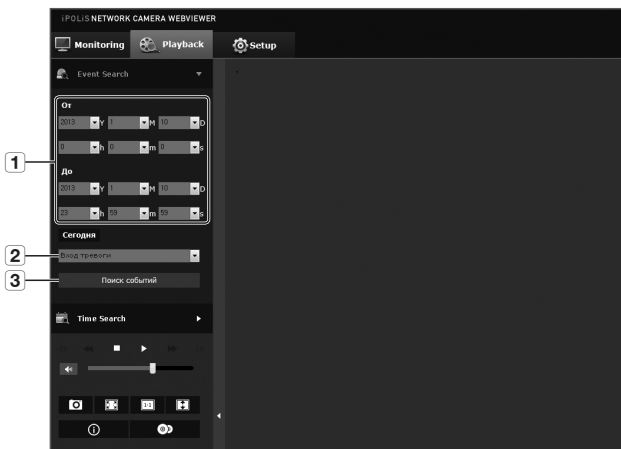 iPOLiS NETWORK CAMERA WEBVIEWER
Monitoring Playback Setup
Event Search
От
2013 Y 1 M 10 D
0 h 0 m 0 s
До
2013 Y 1 M 10 D
23 h 59 m 59 s
Сегодня
Вход тревоги
Поиск событий
Time Search
1:1
1
2
3